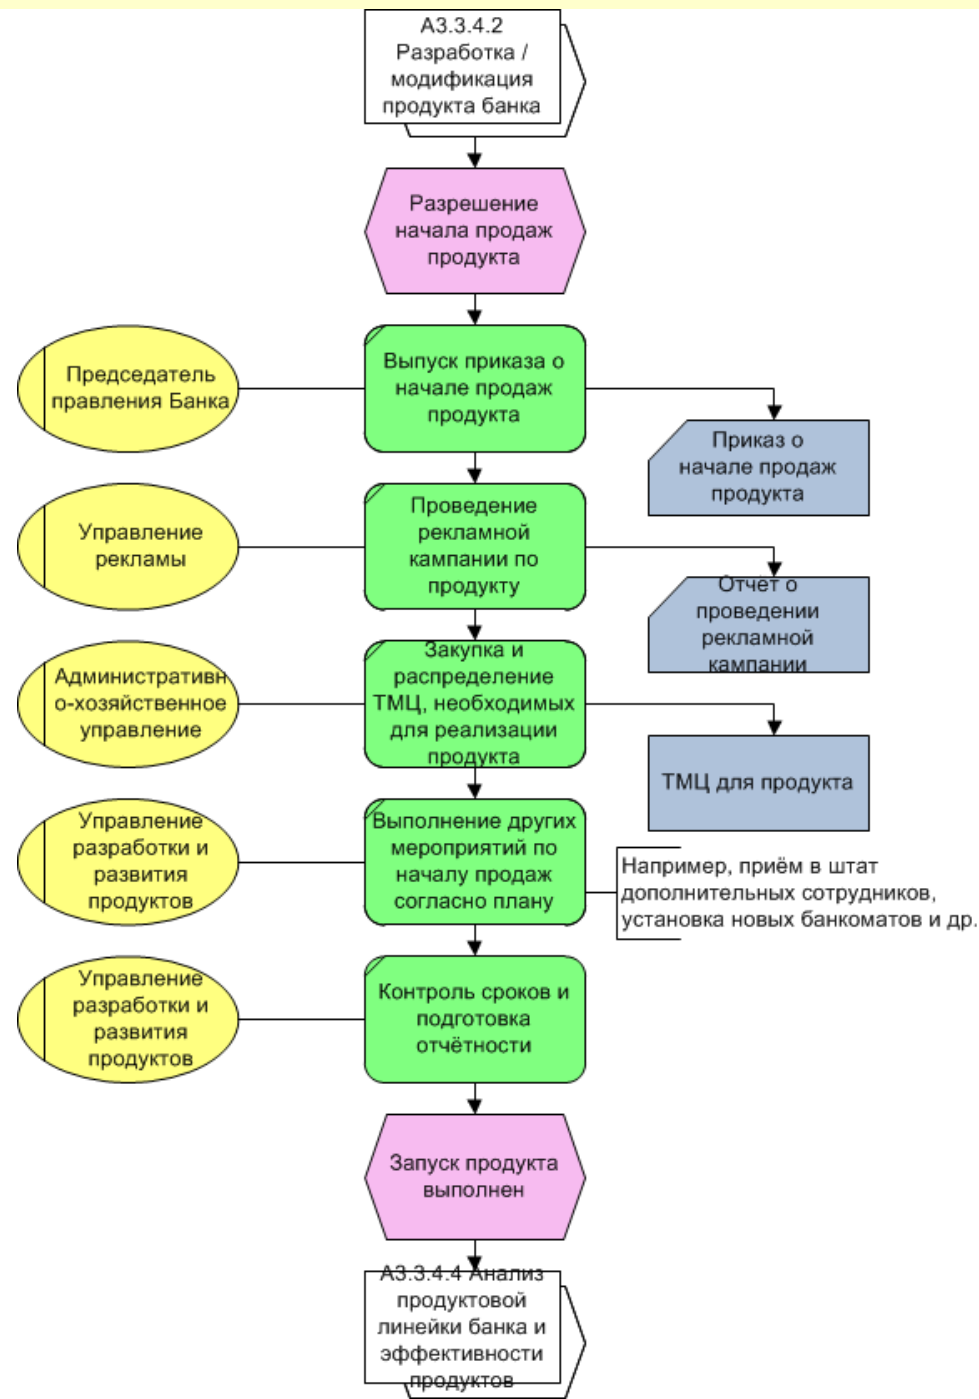 А3.3.4.2
Разработка /
модификация
продукта банка
Разрешение
начала продаж
продукта
Председатель
правления Банка
Выпуск приказа о
начале продаж
продукта
Приказ о
начале продаж
продукта
Управление
рекламы
Проведение
рекламной
кампании по
продукту
Отчёт о
проведении
рекламной
кампании
Административн
о-хозяйственное
управление
Закупка и
распределение
ТМЦ, необходимых
для реализации
продукта
ТМЦ для продукта
Управление
разработки и
развития
продуктов
Выполнение других
мероприятий по
началу продаж
согласно плану
Например, приём в штат
дополнительных сотрудников,
установка новых банкоматов и др.
Управление
разработки и
развития
продуктов
Контроль сроков и
подготовка
отчётности
Запуск продукта
выполнен
А3.3.4.4 Анализ
продуктовой
линейки банка и
эффективности
продуктов